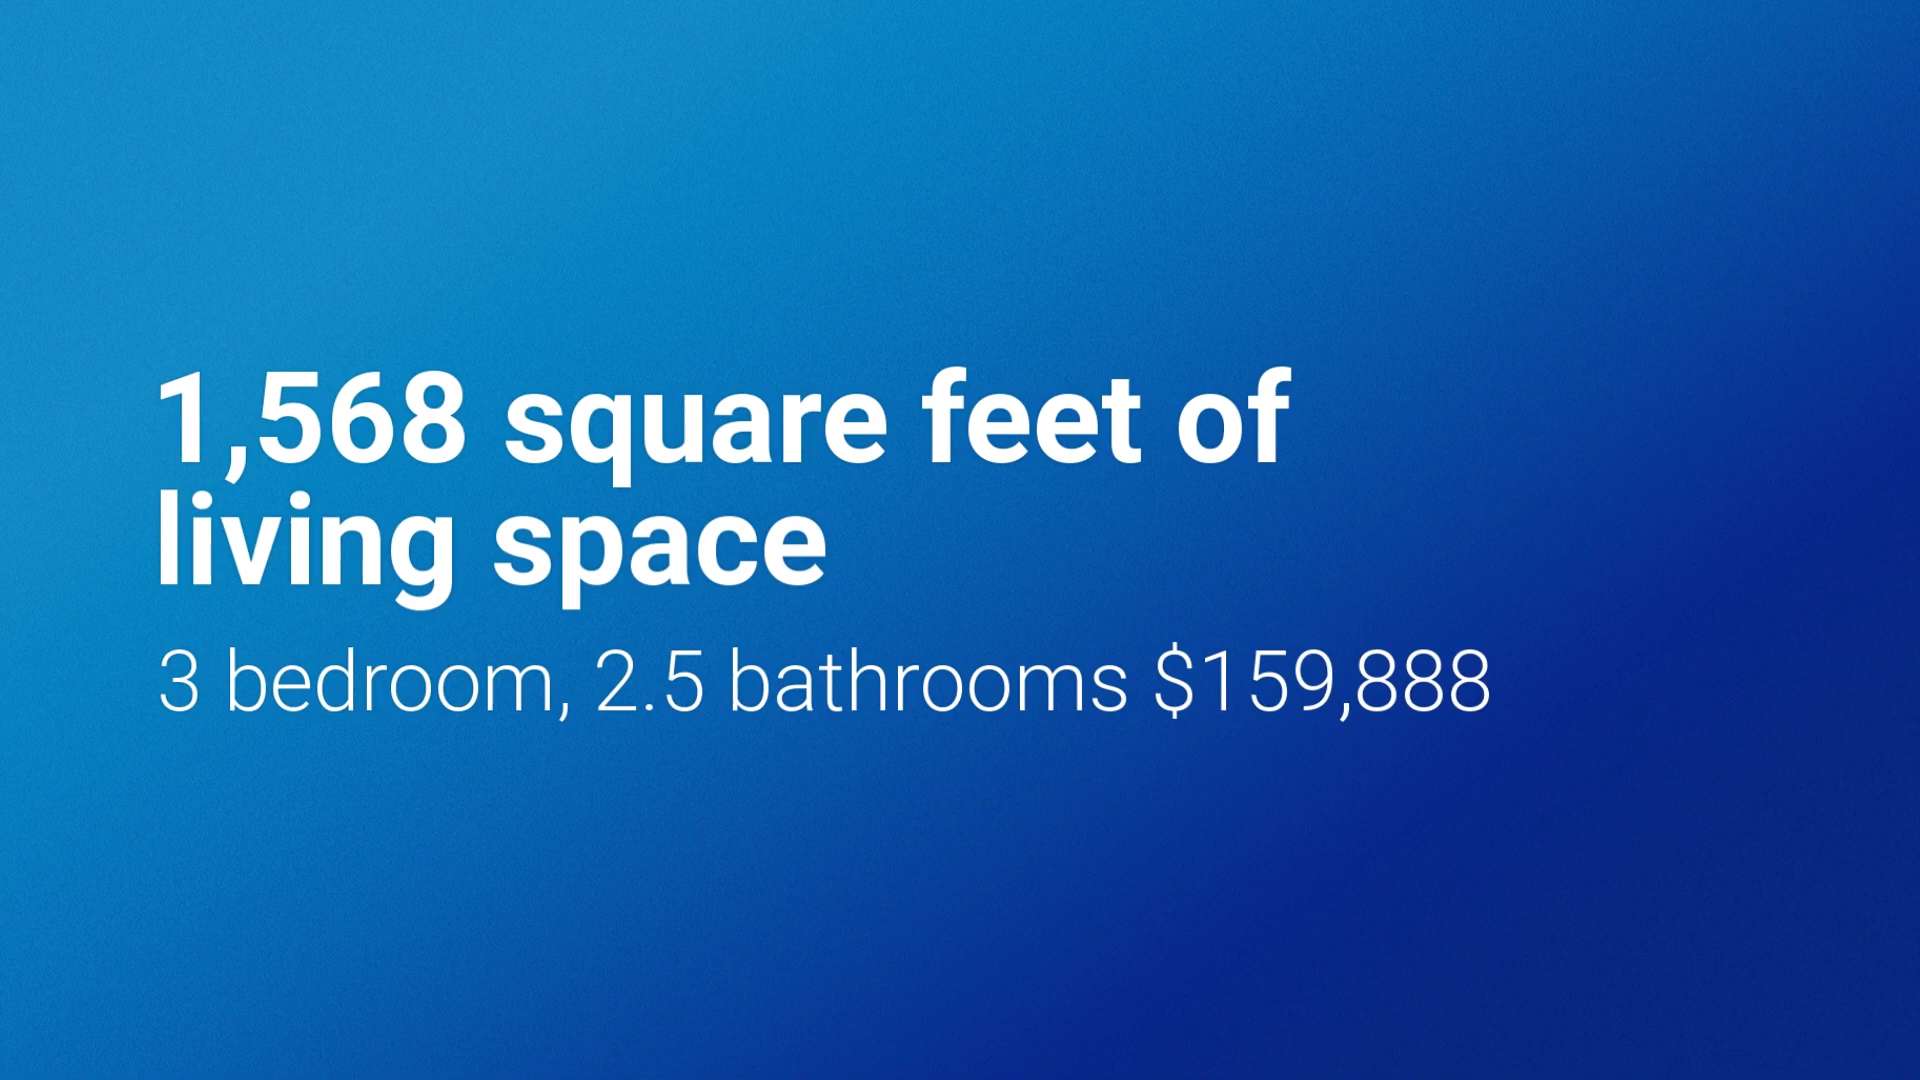 1,568 square feet of
living space
3 bedroom, 2.5 bathrooms $159,888